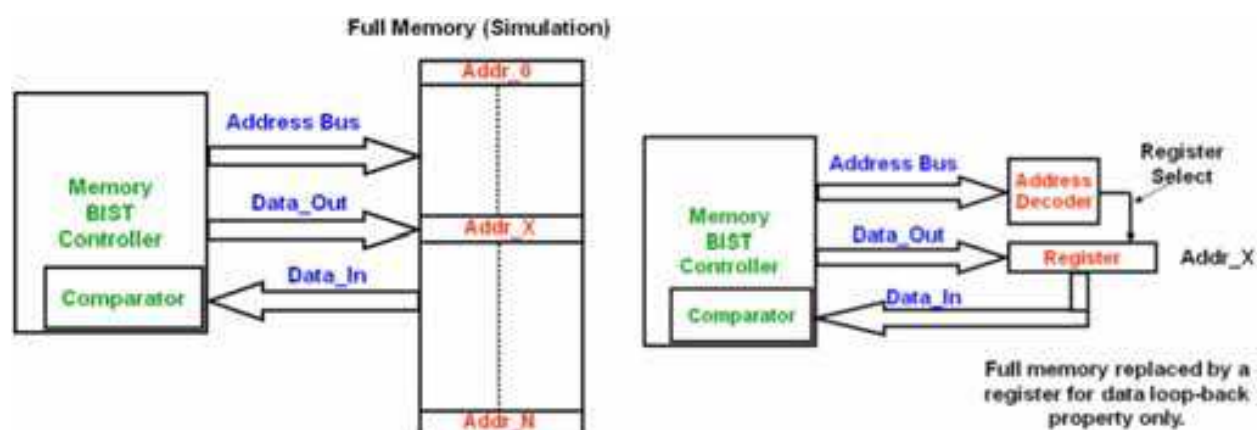 Full Memory (Simulation)
Addr_0
Address Bus
Memory
BIST
Controller
Data_Out
Addr_X
Data_In
Comparator
Addr_N
Address Bus
Address
Decoder
Register
Select
Memory
BIST
Controller
Data_Out
Register
Addr_X
Data_In
Comparator
Full memory replaced by a
register for data loop-back
property only.